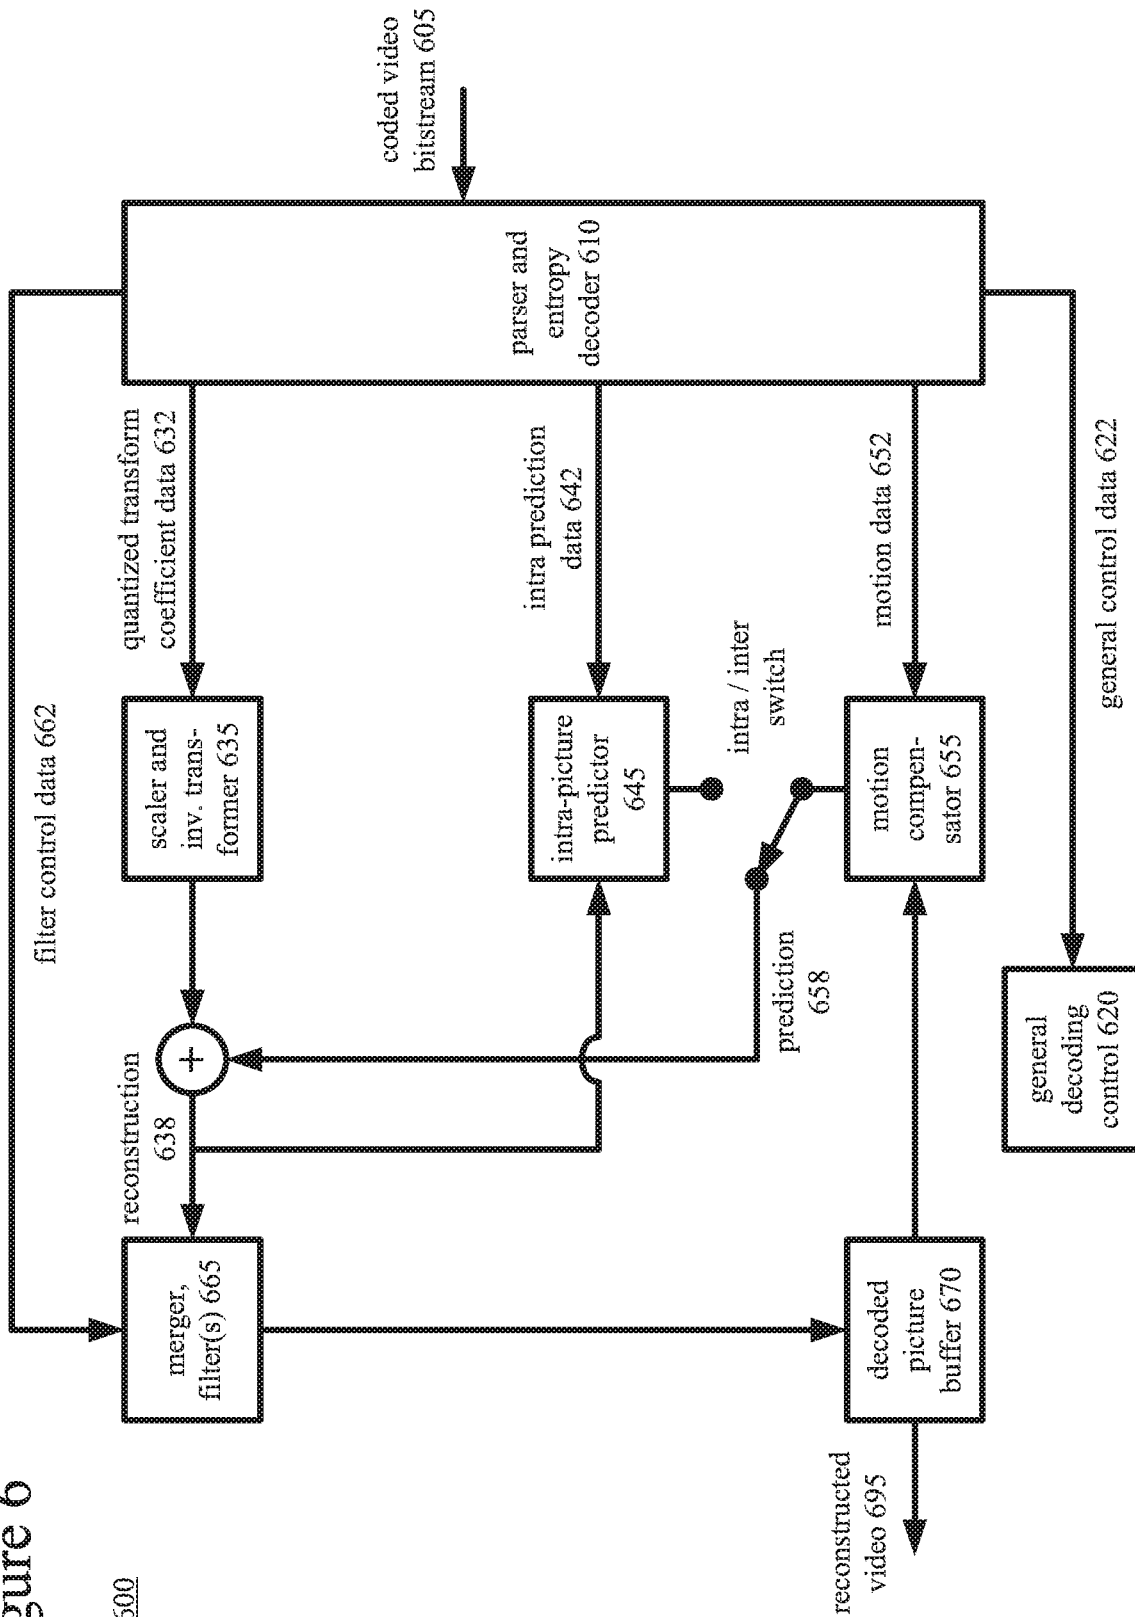 gure 6
600
filter control data 662
reconstruction
638
quantized transform
coefficient data 632
merger,
filter(s) 665
+
scaler and
inv. trans-
former 635
coded video
bitstream 605
parser and
entropy
decoder 610
intra prediction
data 642
intra-picture
predictor
645
intra / inter
switch
prediction
658
reconstructed
video 695
decoded
picture
buffer 670
motion
compen-
sator 655
motion data 652
general
decoding
control 620
general control data 622